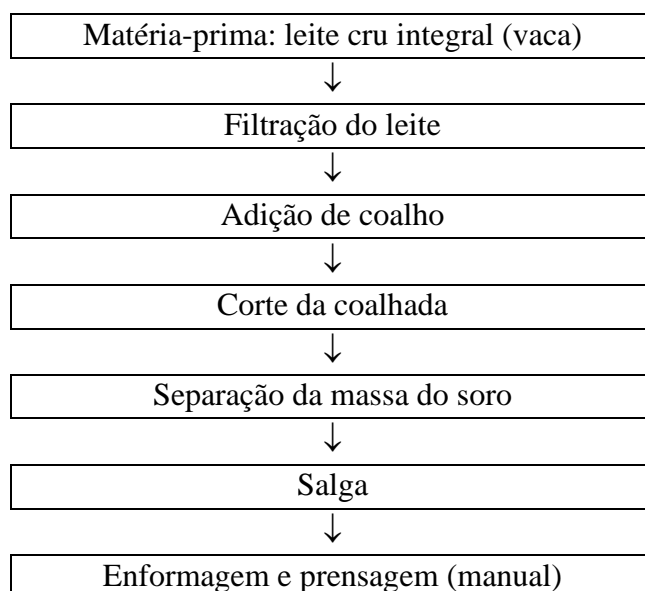 Matéria-prima: leite cru integral (vaca)
↓
Filtração do leite
↓
Adição de coalho
↓
Corte da coalhada
↓
Separação da massa do soro
↓
Salga
↓
Enformagem e prensagem (manual)